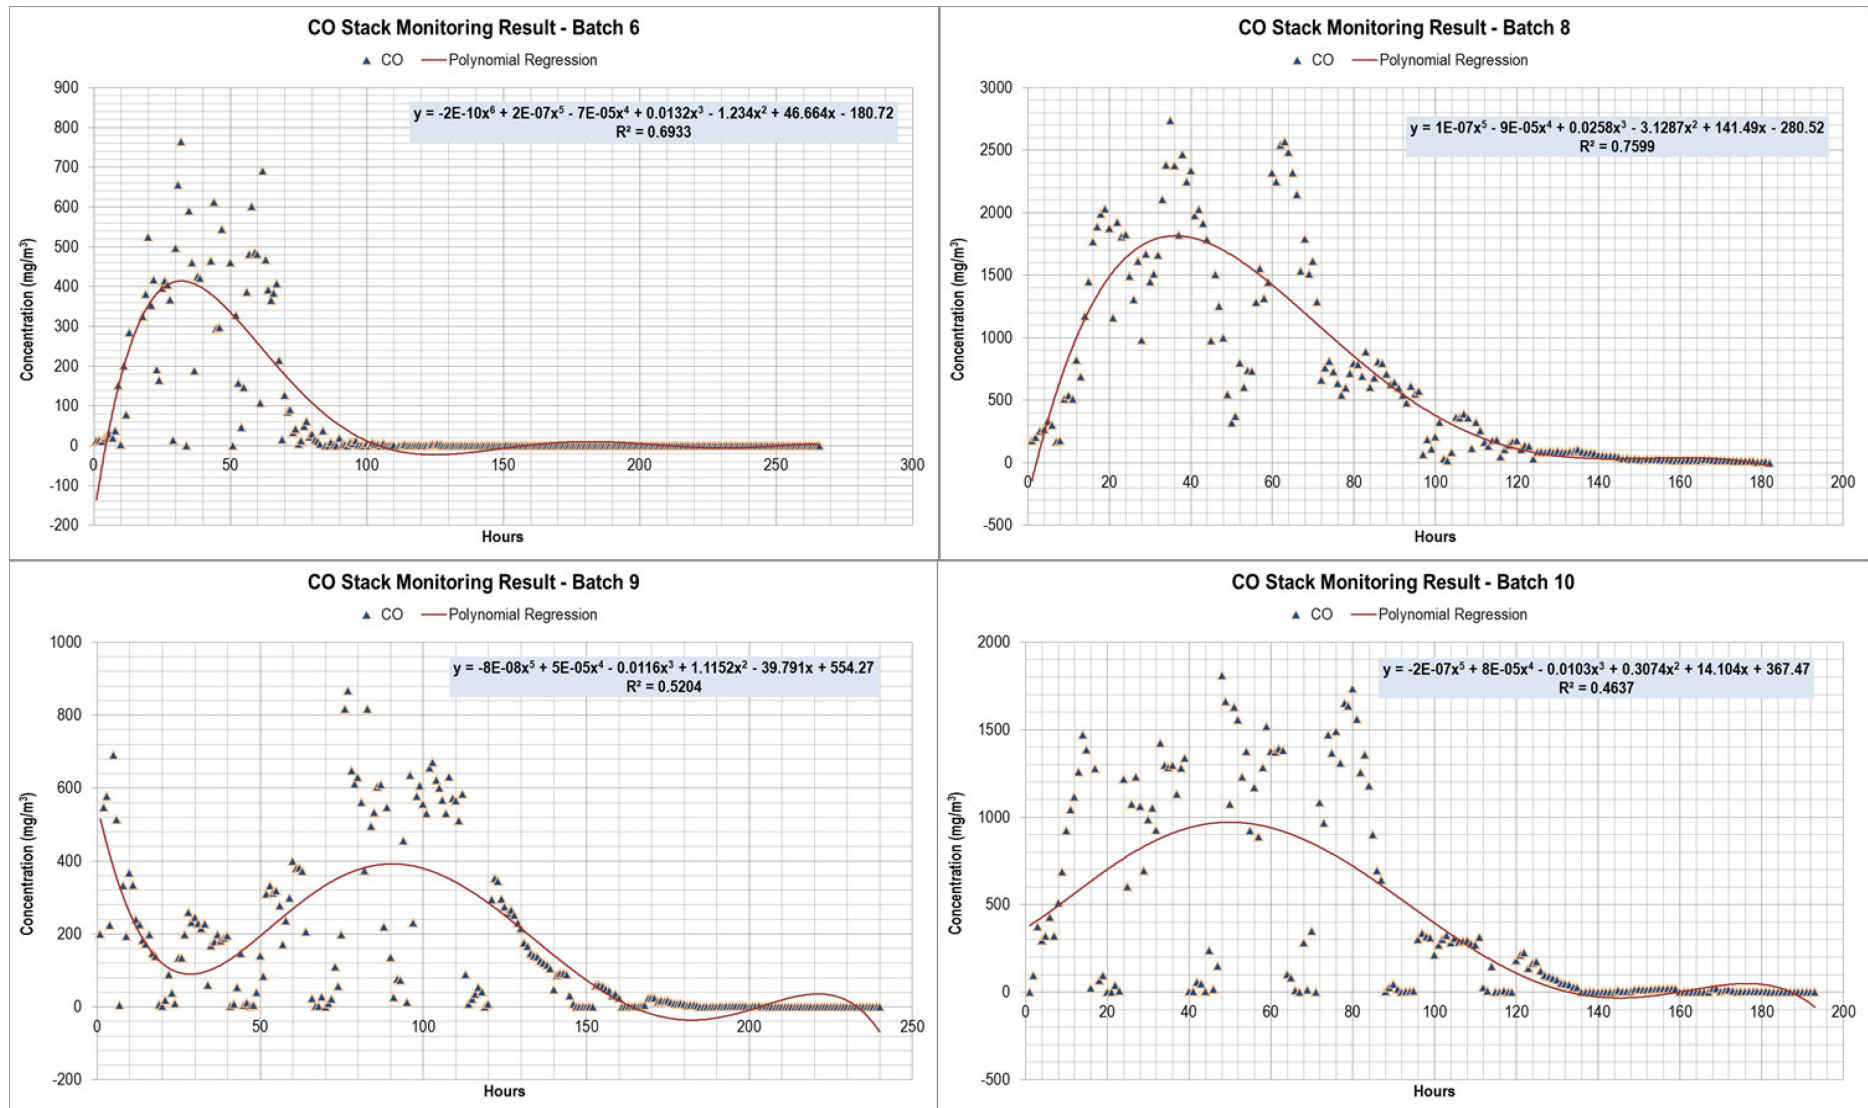 CO Stack Monitoring Result - Batch 6
CO
Polynomial Regression
y = -2E-10x⁶ + 2E-07x⁵ - 7E-05x⁴ + 0.0132x³ - 1.234x² + 46.664x - 180.72
R² = 0.6933
Concentration (mg/m³)
900
800
700
600
500
400
300
200
100
0
-100
-200
0
50
100
150
200
250
300
Hours
CO Stack Monitoring Result - Batch 8
CO
Polynomial Regression
y = 1E-07x⁵ - 9E-05x⁴ + 0.0258x³ - 3.1287x² + 141.49x - 280.52
R² = 0.7599
Concentration (mg/m³)
3000
2500
2000
1500
1000
500
0
-500
0
20
40
60
80
100
120
140
160
180
200
Hours
CO Stack Monitoring Result - Batch 9
CO
Polynomial Regression
y = -8E-08x⁵ + 5E-05x⁴ - 0.0116x³ + 1.1152x² - 39.791x + 554.27
R² = 0.5204
Concentration (mg/m³)
1000
800
600
400
200
0
-200
0
50
100
150
200
250
Hours
CO Stack Monitoring Result - Batch 10
CO
Polynomial Regression
y = -2E-07x⁵ + 8E-05x⁴ - 0.0103x³ + 0.3074x² + 14.104x + 367.47
R² = 0.4637
Concentration (mg/m³)
2000
1500
1000
500
0
-500
0
20
40
60
80
100
120
140
160
180
200
Hours